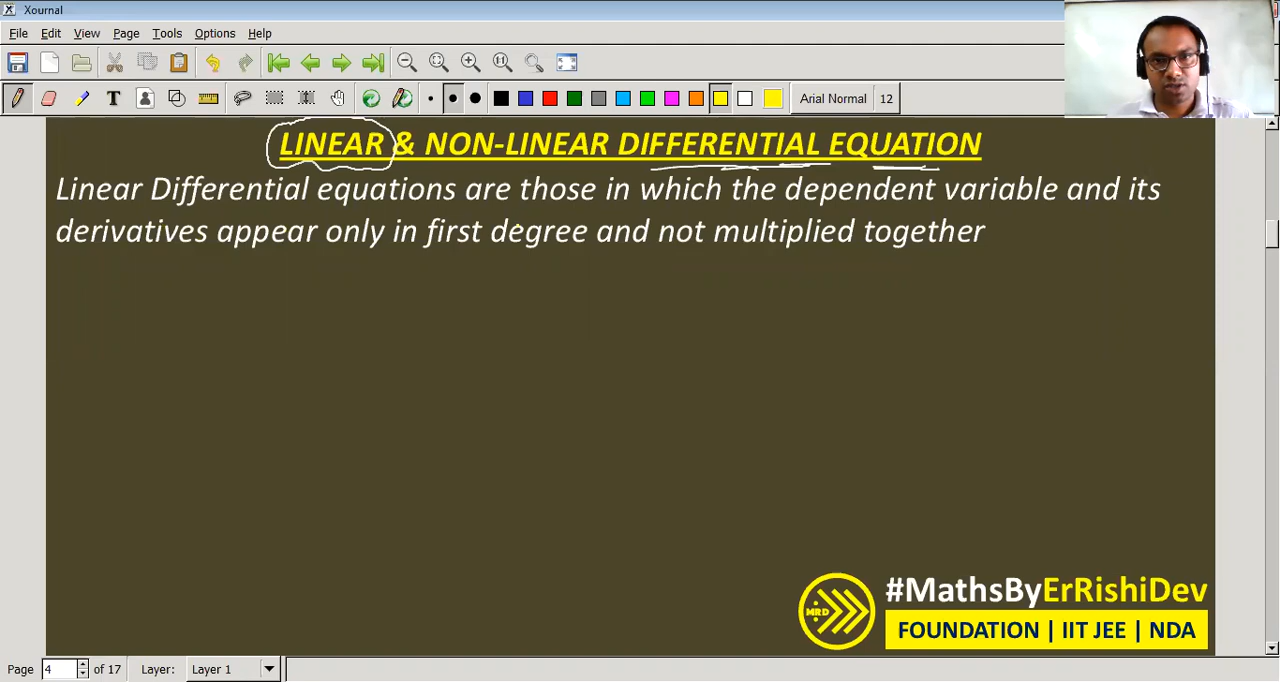 Xournal
File Edit View Page Tools Options Help
Arial Normal 12
LINEAR & NON-LINEAR DIFFERENTIAL EQUATION
Linear Differential equations are those in which the dependent variable and its
derivatives appear only in first degree and not multiplied together
#MathsByErRishiDev
MRD
FOUNDATION | IIT JEE | NDA
Page 4 of 17 Layer: Layer 1